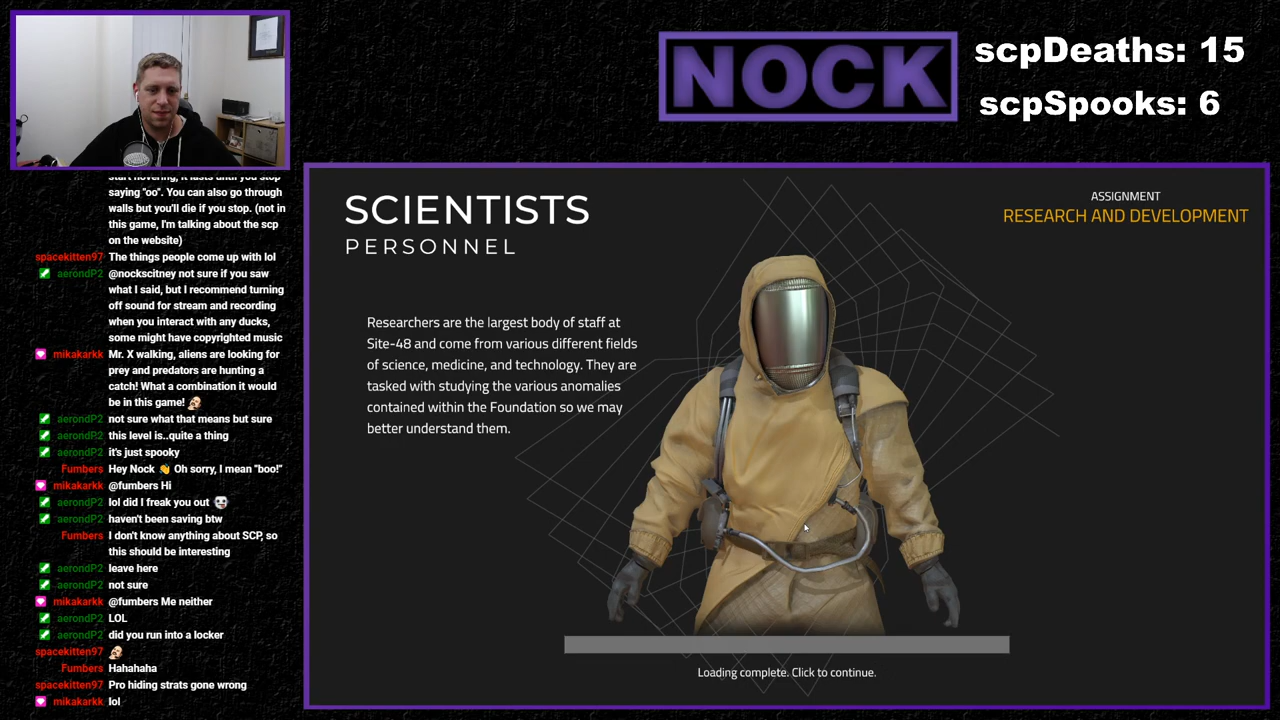 NOCK
scpDeaths: 15
scpSpooks: 6
start hovering, it lasts until you stop
saying "oo". You can also go through
walls but you'll die if you stop. (not in
this game, I'm talking about the scp
on the website)
spacekitten97 The things people come up with lol
aerondP2 @nockscitney not sure if you saw
what I said, but I recommend turning
off sound for stream and recording
when you interact with any ducks,
some might have copyrighted music
mikakarkk Mr. X walking, aliens are looking for
prey and predators are hunting a
catch! What a combination it would
be in this game!
aerondP2 not sure what that means but sure
aerondP2 this level is..quite a thing
aerondP2 it's just spooky
Fumbers Hey Nock 👋 Oh sorry, I mean "boo!"
mikakarkk @fumbers Hi
aerondP2 lol did I freak you out
aerondP2 haven't been saving btw
Fumbers I don't know anything about SCP, so
this should be interesting
aerondP2 leave here
aerondP2 not sure
mikakarkk @fumbers Me neither
aerondP2 LOL
aerondP2 did you run into a locker
spacekitten97
Fumbers Hahahaha
spacekitten97 Pro hiding strats gone wrong
mikakarkk lol
SCIENTISTS
PERSONNEL
ASSIGNMENT
RESEARCH AND DEVELOPMENT
Researchers are the largest body of staff at
Site-48 and come from various different fields
of science, medicine, and technology. They are
tasked with studying the various anomalies
contained within the Foundation so we may
better understand them.
Loading complete. Click to continue.